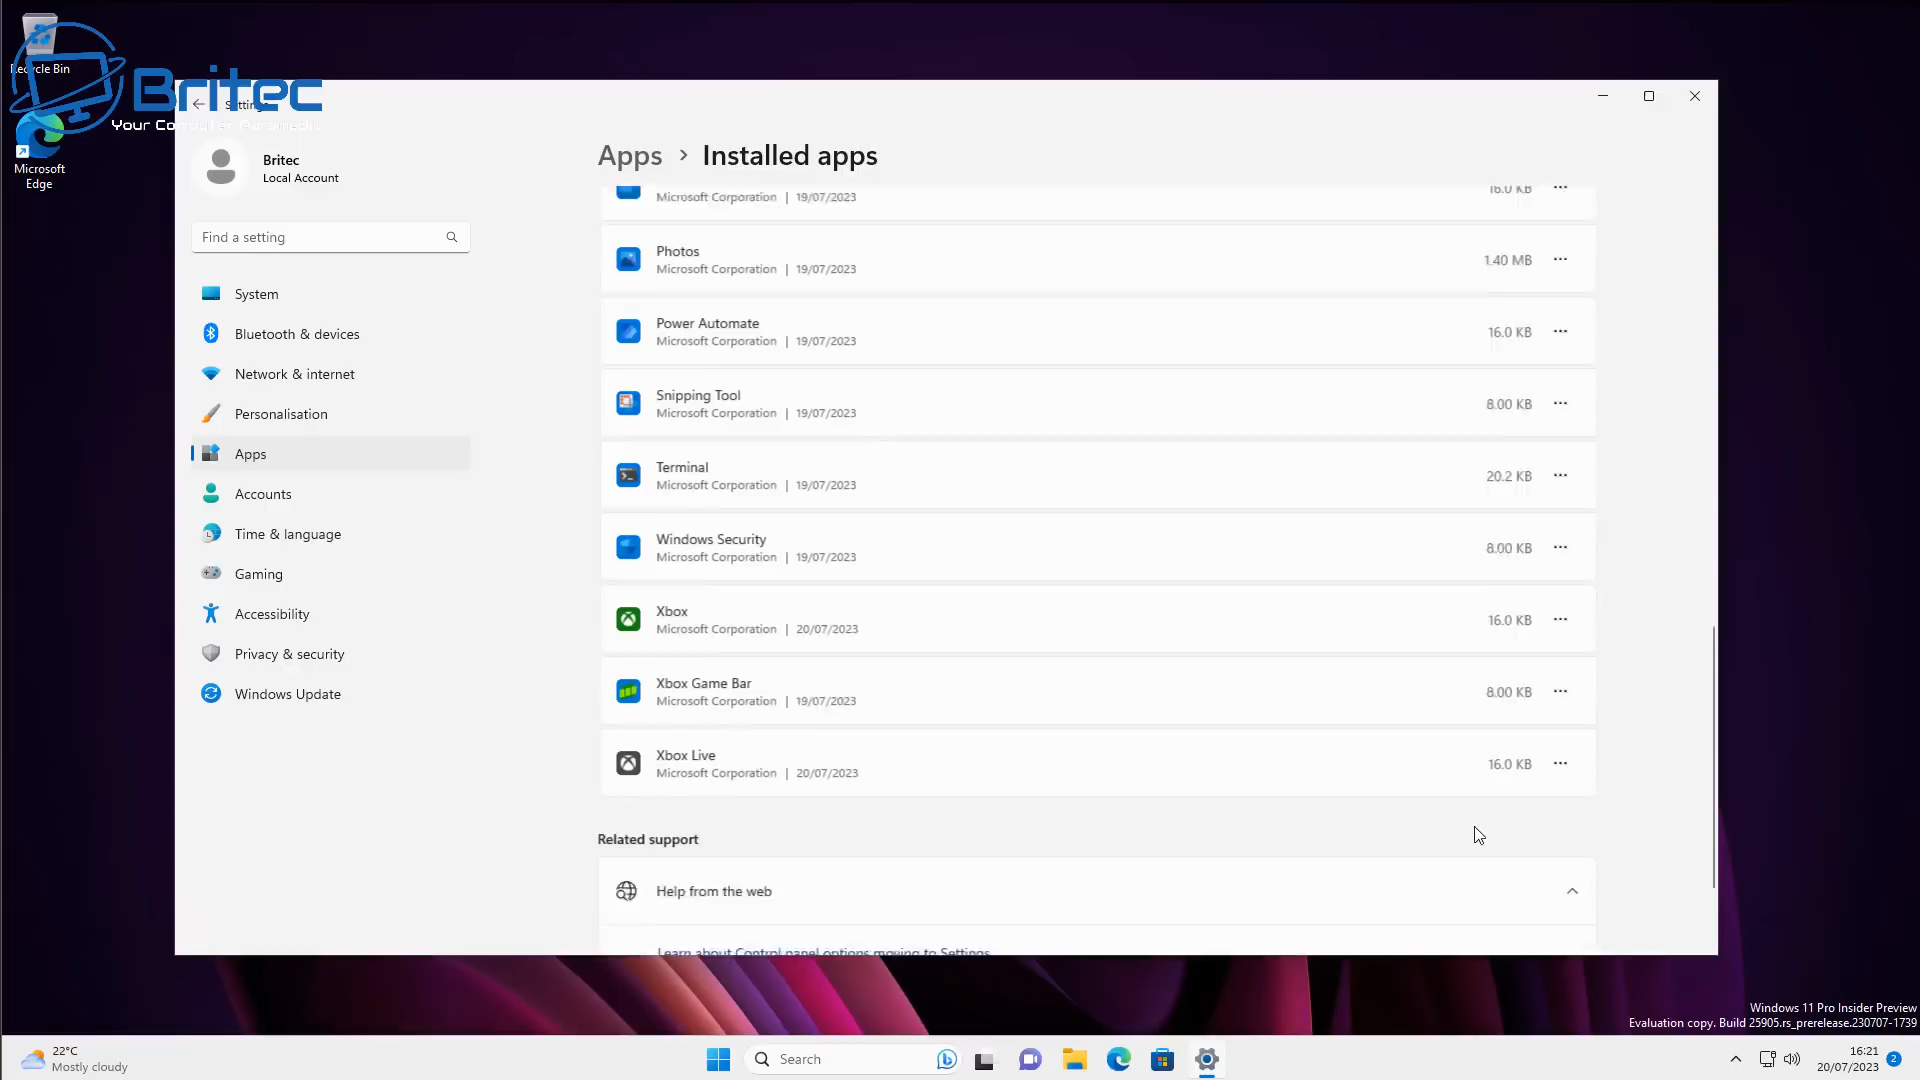 Recycle Bin
Britec
Your Computer Paramedic
Microsoft
Edge
Settings
Britec
Local Account
Find a setting
System
Bluetooth & devices
Network & internet
Personalisation
Apps
Accounts
Time & language
Gaming
Accessibility
Privacy & security
Windows Update
Apps > Installed apps
Microsoft Corporation | 19/07/2023
16.0 KB
Photos
Microsoft Corporation | 19/07/2023
1.40 MB
Power Automate
Microsoft Corporation | 19/07/2023
16.0 KB
Snipping Tool
Microsoft Corporation | 19/07/2023
8.00 KB
Terminal
Microsoft Corporation | 19/07/2023
20.2 KB
Windows Security
Microsoft Corporation | 19/07/2023
8.00 KB
Xbox
Microsoft Corporation | 20/07/2023
16.0 KB
Xbox Game Bar
Microsoft Corporation | 19/07/2023
8.00 KB
Xbox Live
Microsoft Corporation | 20/07/2023
16.0 KB
Related support
Help from the web
Learn about Control panel options moving to Settings
Windows 11 Pro Insider Preview
Evaluation copy. Build 25905.rs_prerelease.230707-1739
22°C
Mostly cloudy
Search
16:21
20/07/2023
2